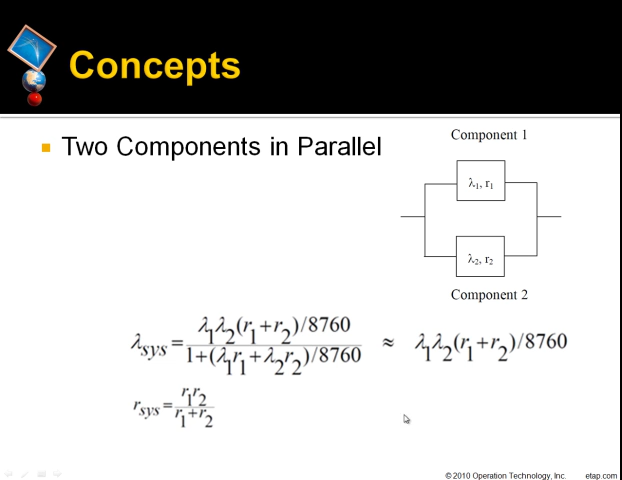 Concepts
Two Components in Parallel
Component 1
λ₁, r₁
λ₂, r₂
Component 2
λsys = λ₁λ₂(r₁+r₂)/8760 / 1+(λ₁r₁+λ₂r₂)/8760 ≈ λ₁λ₂(r₁+r₂)/8760
rsys = r₁r₂ / r₁+r₂
© 2010 Operation Technology, Inc. etap.com